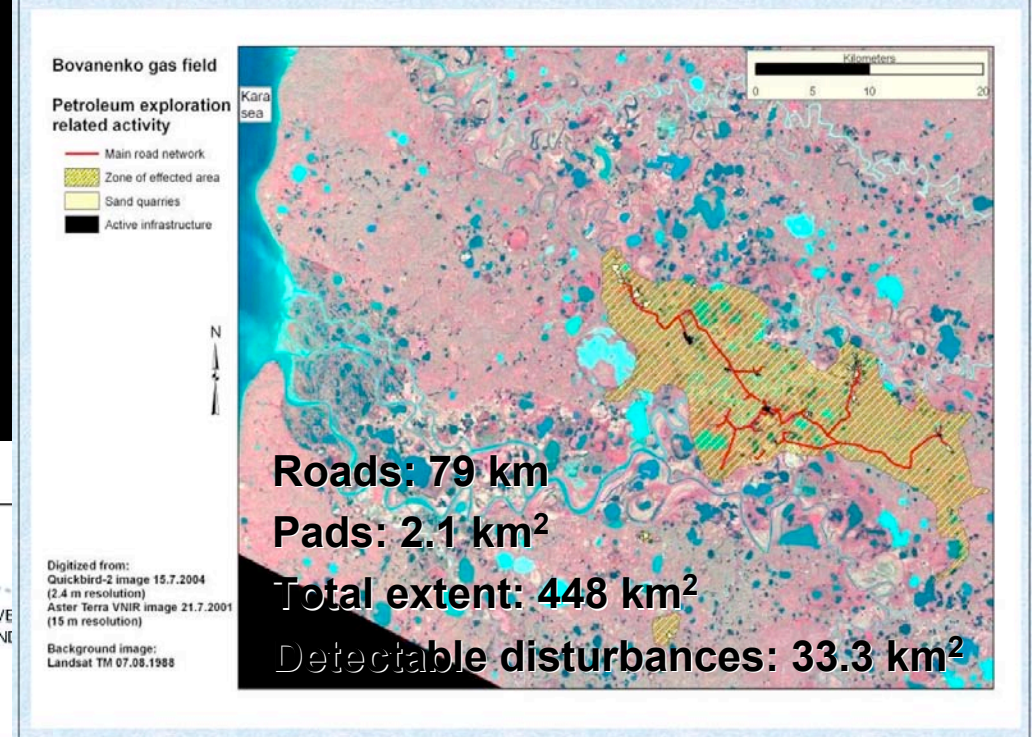 Bovanenko gas field
Petroleum exploration
related activity
Main road network
Zone of effected area
Sand quarries
Active infrastructure
Kara
sea
Kilometers
0 5 10 20
N
Roads: 79 km
Pads: 2.1 km²
Total extent: 448 km²
Detectable disturbances: 33.3 km²
Digitized from:
Quickbird-2 image 15.7.2004
(2.4 m resolution)
Aster Terra VNIR image 21.7.2001
(15 m resolution)
Background image:
Landsat TM 07.08.1988